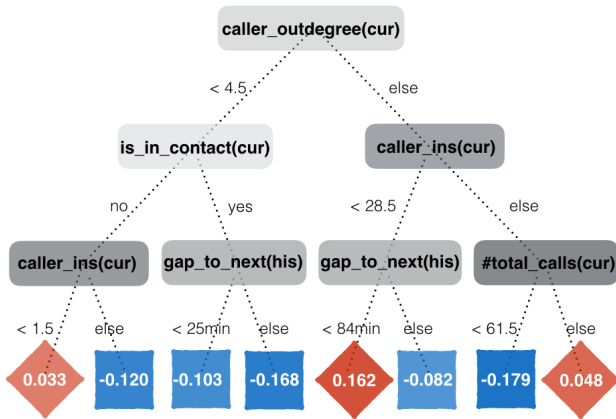 caller_outdegree(cur)
< 4.5
else
is_in_contact(cur)
caller_ins(cur)
no
yes
< 28.5
else
caller_ins(cur)
gap_to_next(his)
gap_to_next(his)
#total_calls(cur)
< 1.5
else
< 25min
else
< 84min
else
< 61.5
else
0.033
-0.120
-0.103
-0.168
0.162
-0.082
-0.179
0.048